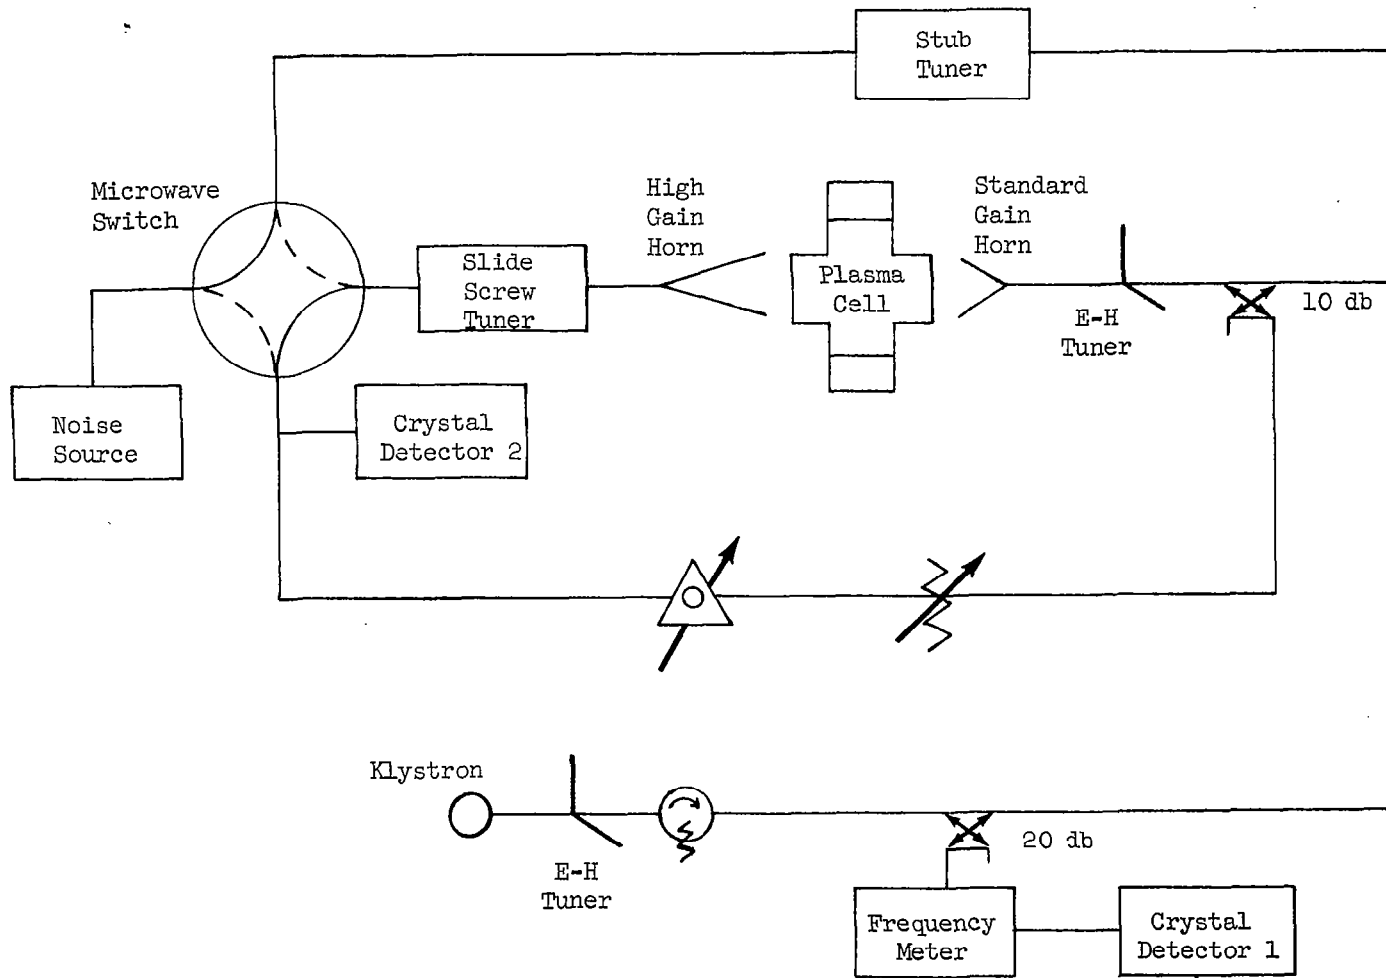 Stub
Tuner
Microwave
Switch
High
Gain
Horn
Standard
Gain
Horn
Slide
Screw
Tuner
Plasma
Cell
E-H
Tuner
10 db
Noise
Source
Crystal
Detector 2
Klystron
E-H
Tuner
20 db
Frequency
Meter
Crystal
Detector 1